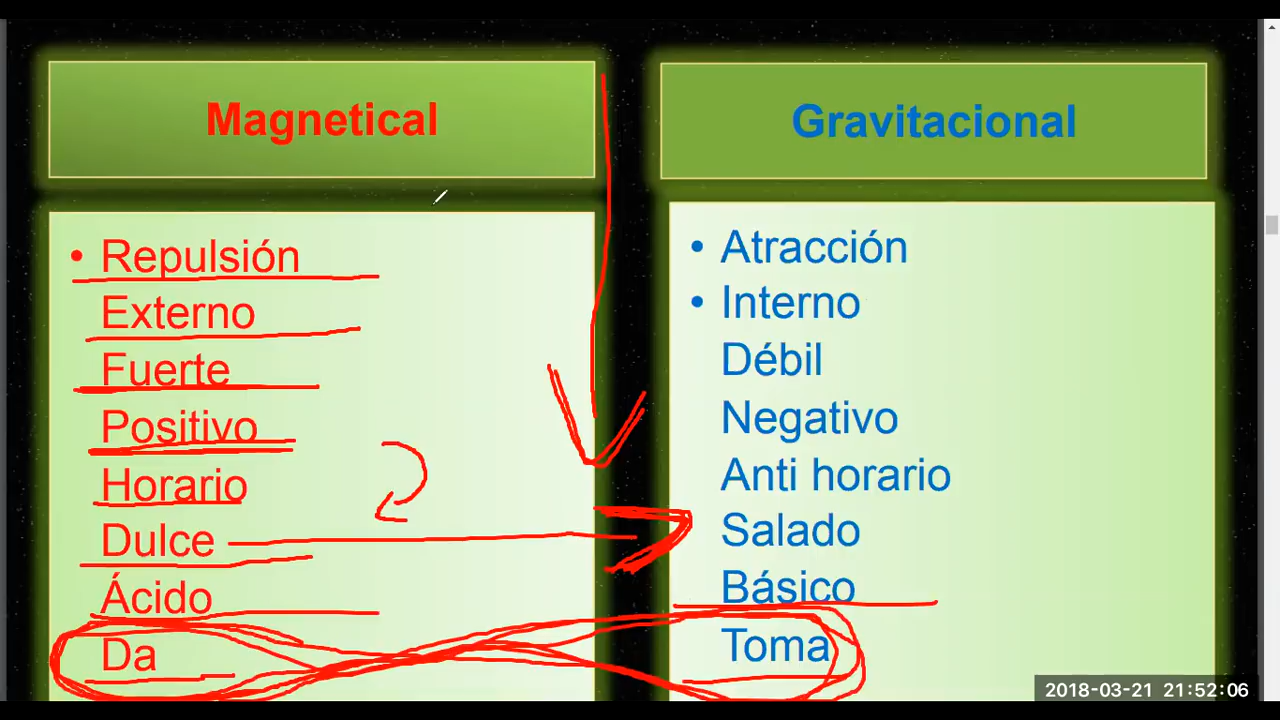 Magnetical
• Repulsión
Externo
Fuerte
Positivo
Horario
Dulce
Ácido
Da
Gravitacional
• Atracción
• Interno
Débil
Negativo
Anti horario
Salado
Básico
Toma
2018-03-21 21:52:06